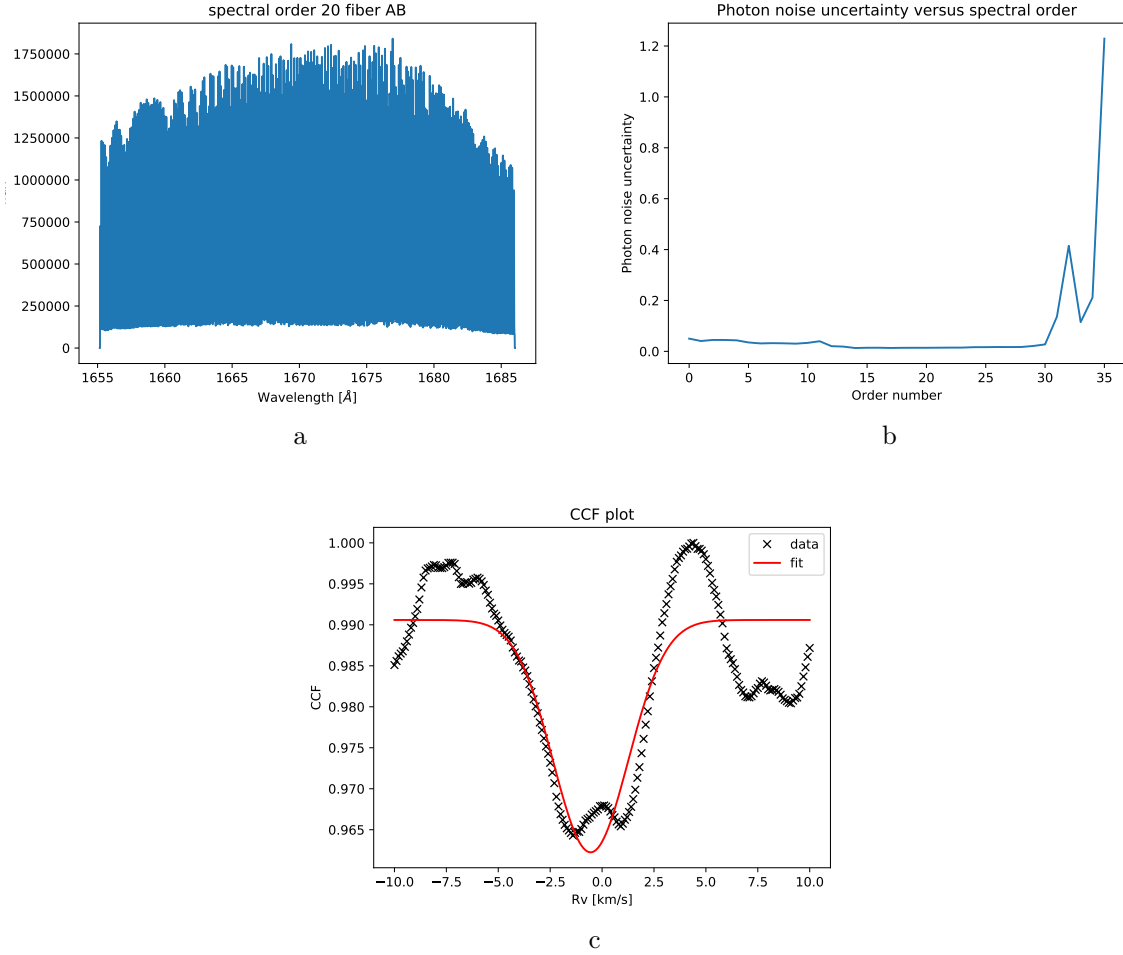 spectral order 20 fiber AB
1750000
1500000
1250000
1000000
750000
500000
250000
0
1655 1660 1665 1670 1675 1680 1685
Wavelength [Å]
a
Photon noise uncertainty versus spectral order
Photon noise uncertainty
1.2
1.0
0.8
0.6
0.4
0.2
0.0
0 5 10 15 20 25 30 35
Order number
b
CCF plot
CCF
1.000
0.995
0.990
0.985
0.980
0.975
0.970
0.965
data
fit
−10.0 −7.5 −5.0 −2.5 0.0 2.5 5.0 7.5 10.0
Rv [km/s]
c